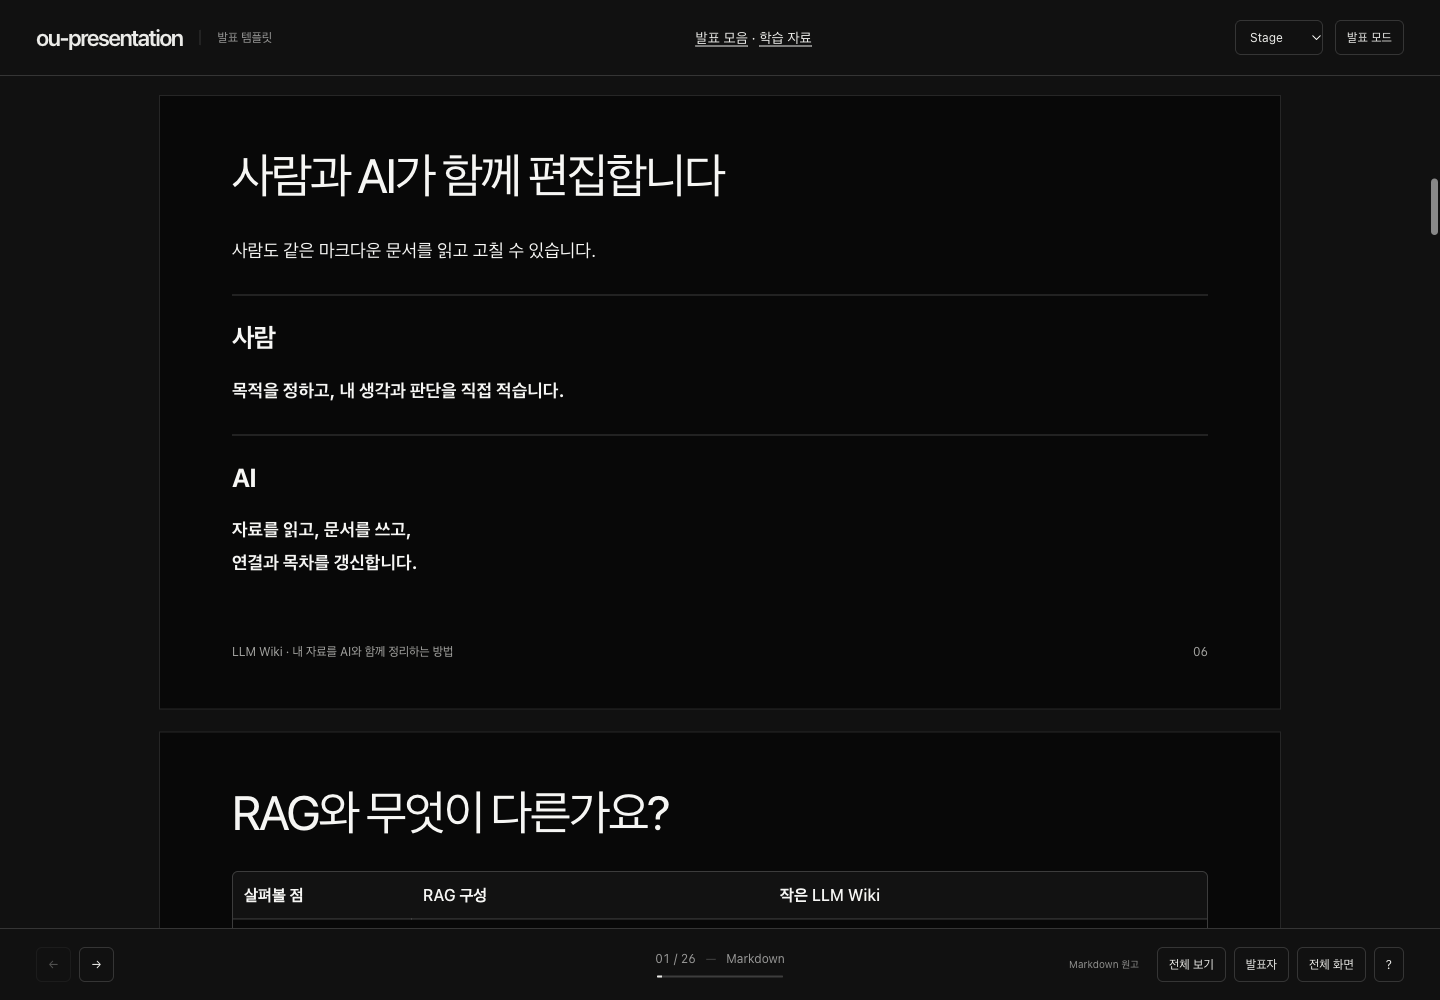 ou-presentation
발표 템플릿
발표 모음 · 학습 자료
Stage
발표 모드
사람과 AI가 함께 편집합니다
사람도 같은 마크다운 문서를 읽고 고칠 수 있습니다.
사람
목적을 정하고, 내 생각과 판단을 직접 적습니다.
AI
자료를 읽고, 문서를 쓰고,
연결과 목차를 갱신합니다.
LLM Wiki · 내 자료를 AI와 함께 정리하는 방법
06
RAG와 무엇이 다른가요?
살펴볼 점 RAG 구성 작은 LLM Wiki
← →
01 / 26 — Markdown
Markdown 원고
전체 보기
발표자
전체 화면
?